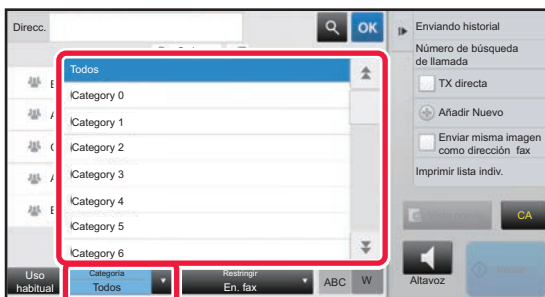 Direcc.
OK
Todos
Category 0
Category 1
Category 2
Category 3
Category 4
Category 5
Category 6
Uso
habitual
Categoría
Todos
Restringir
En. fax
ABC
W
Enviando historial
Número de búsqueda
de llamada
TX directa
Añadir Nuevo
Enviar misma imagen
como dirección fax
Imprimir lista indiv.
CA
Altavoz